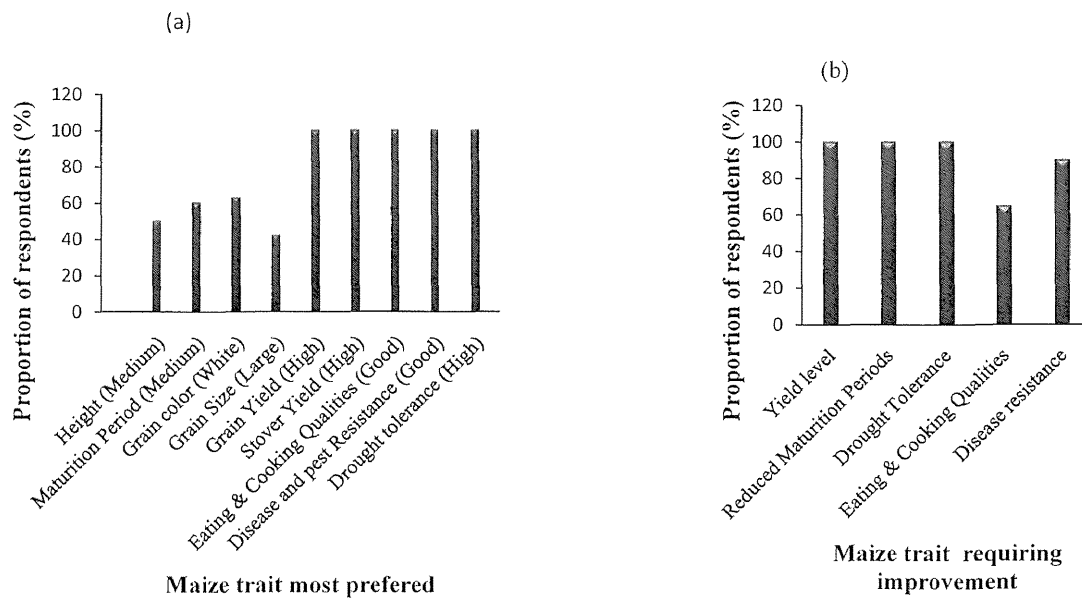 (a)
Proportion of respondents (%)
120
100
80
60
40
20
0
Height (Medium)
Maturition Period (Medium)
Grain color (White)
Grain Size (Large)
Grain Yield (High)
Stover Yield (High)
Eating & Cooking Qualities (Good)
Disease and pest Resistance (Good)
Drought tolerance (High)
Maize trait most prefered
(b)
Proportion of respondents (%)
120
100
80
60
40
20
0
Yield level
Reduced Maturition Periods
Drought Tolerance
Eating & Cooking Qualities
Disease resistance
Maize trait requiring
improvement